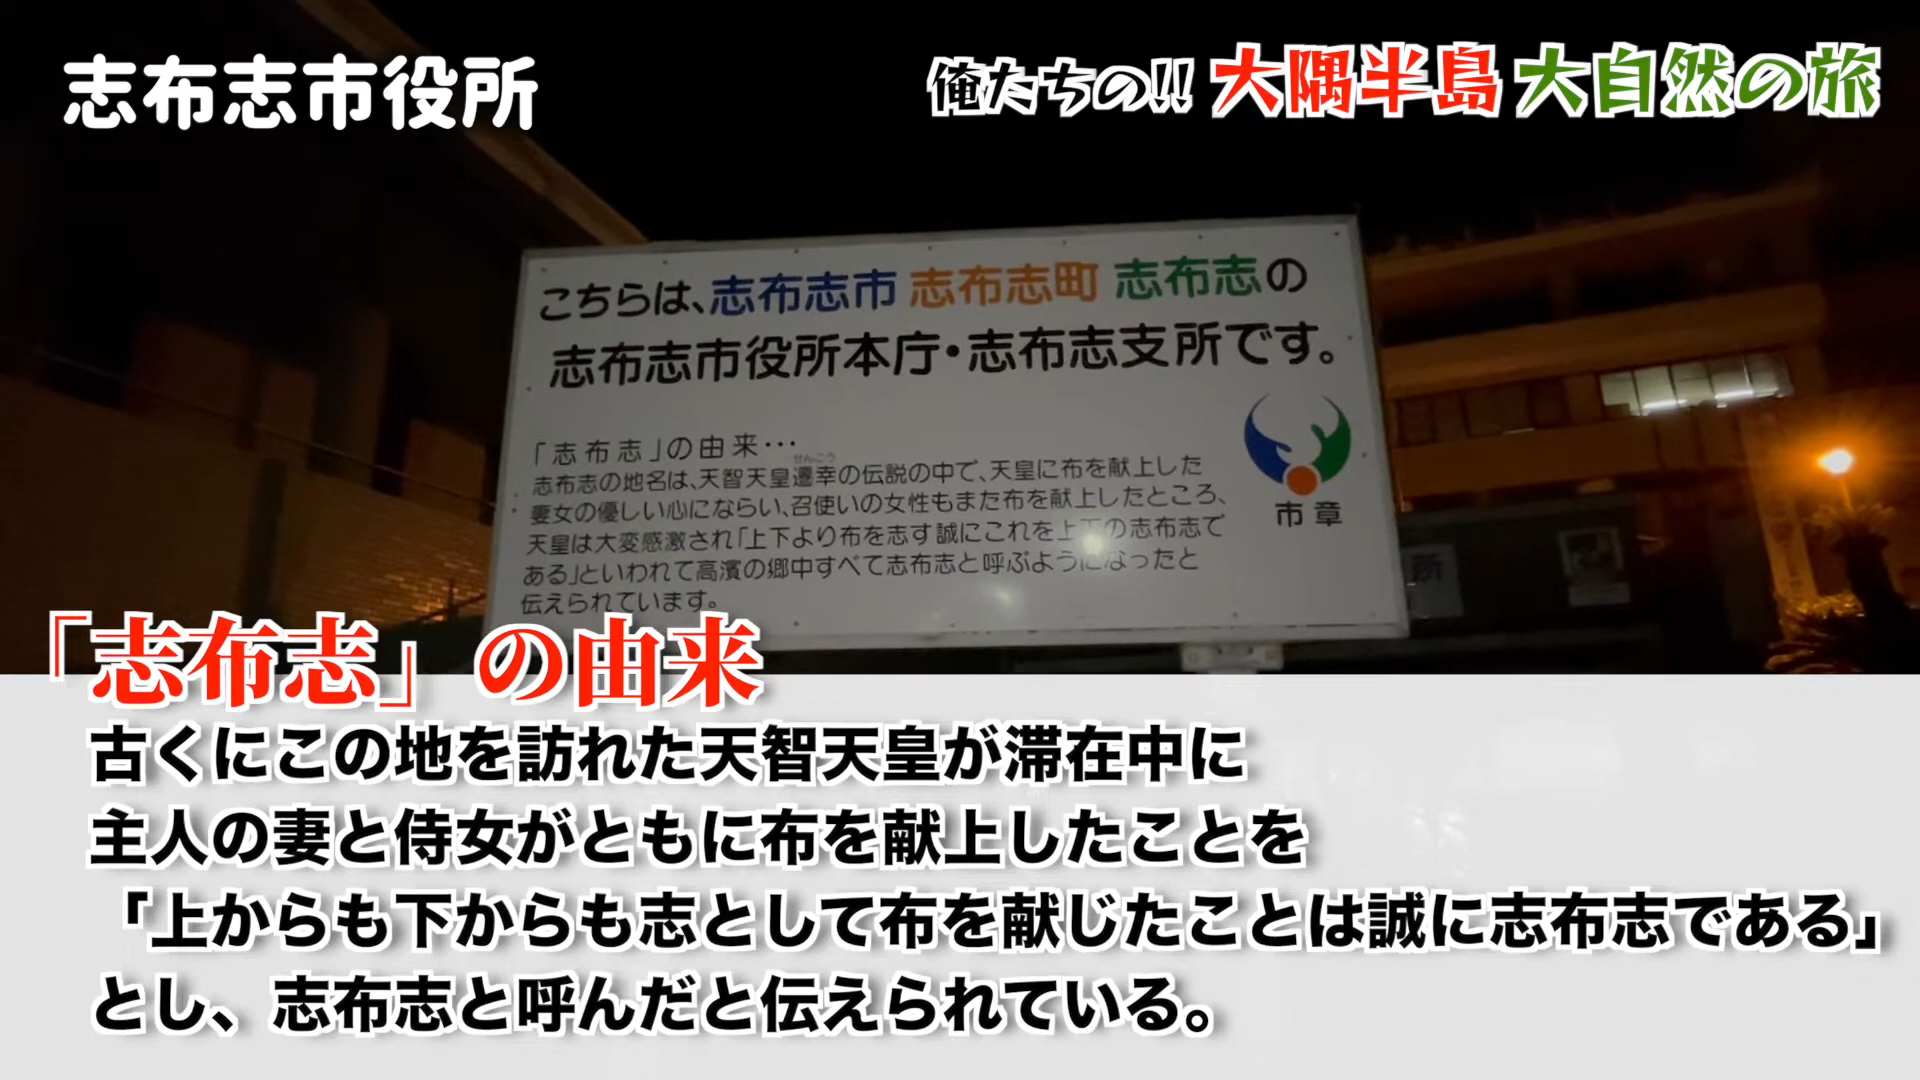 志布志市役所
俺たちの!! 大隅半島 大自然の旅
こちらは、志布志市 志布志町 志布志の
志布志市役所本庁・志布志支所です。
「志布志」の由来・・・
せんこう
志布志の地名は、天智天皇遷幸の伝説の中で、天皇に布を献上した
妻女の優しい心にならい、召使いの女性もまた布を献上したところ、
天皇は大変感激され「上下より布を志す誠にこれを上下の志布志で
ある」といわれて高濱の郷中すべて志布志と呼ぶようになったと
伝えられています。
市章
所
「志布志」の由来
古くにこの地を訪れた天智天皇が滞在中に
主人の妻と侍女がともに布を献上したことを
「上からも下からも志として布を献じたことは誠に志布志である」
とし、志布志と呼んだと伝えられている。